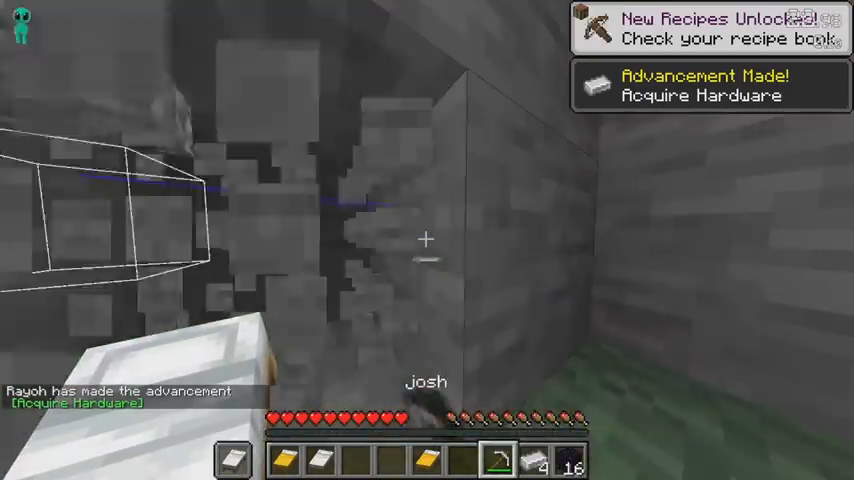 New Recipes Unlocked!
Check your recipe book
Advancement Made!
Acquire Hardware
josh
Rayoh has made the advancement
[Acquire Hardware]
4
16